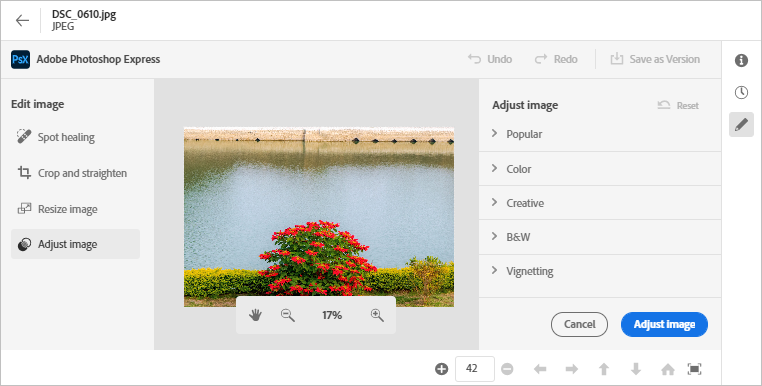 DSC_0610.jpg
JPEG
PsX Adobe Photoshop Express
Undo Redo Save as Version
Edit image
Spot healing
Crop and straighten
Resize image
Adjust image
17%
Adjust image Reset
Popular
Color
Creative
B&W
Vignetting
Cancel Adjust image
42